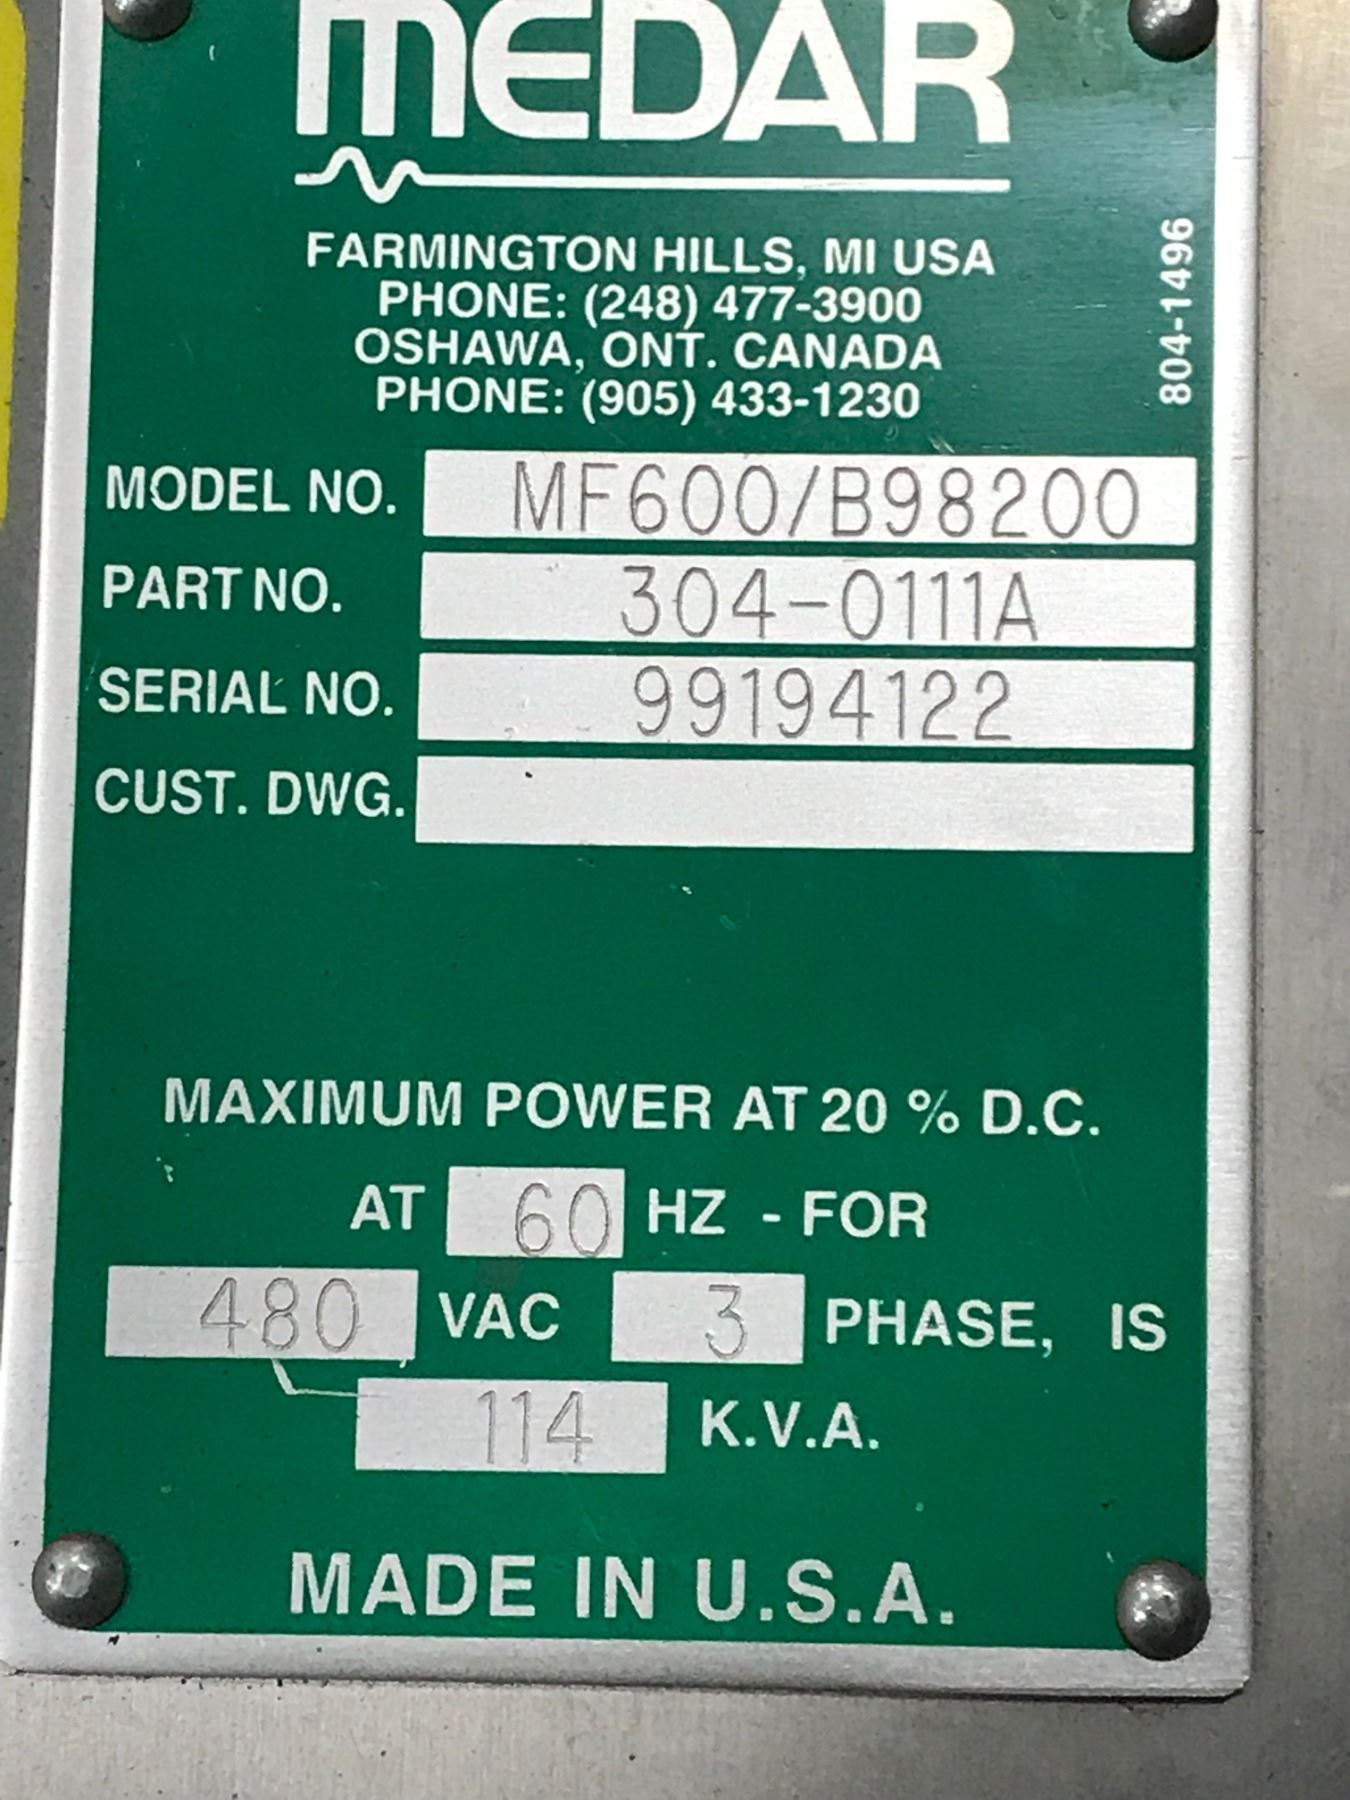 MEDAR
FARMINGTON HILLS, MI USA
PHONE: (248) 477-3900
OSHAWA, ONT. CANADA
PHONE: (905) 433-1230
804-1496
MODEL NO. MF600/B98200
PART NO. 304-0111A
SERIAL NO. 99194122
CUST. DWG.
MAXIMUM POWER AT 20 % D.C.
AT 60 HZ - FOR
480 VAC 3 PHASE, IS
114 K.V.A.
MADE IN U.S.A.